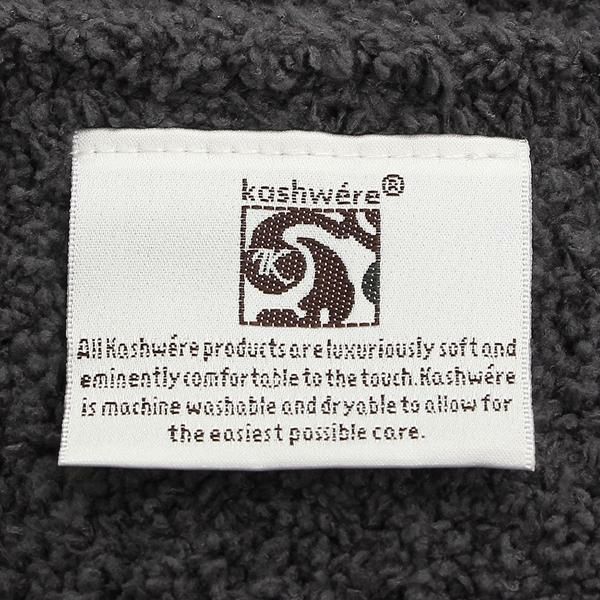 kashwére®
K
All Kashwére products are luxuriously soft and
eminently comfortable to the touch. Kashwére
is machine washable and dryable to allow for
the easiest possible care.